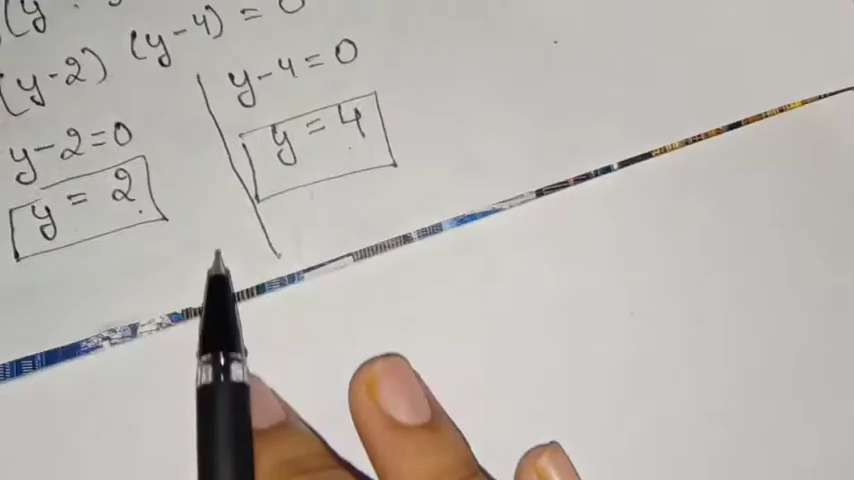 (y-2) (y-4) = 0
y-2=0
y = 2
y-4=0
y = 4